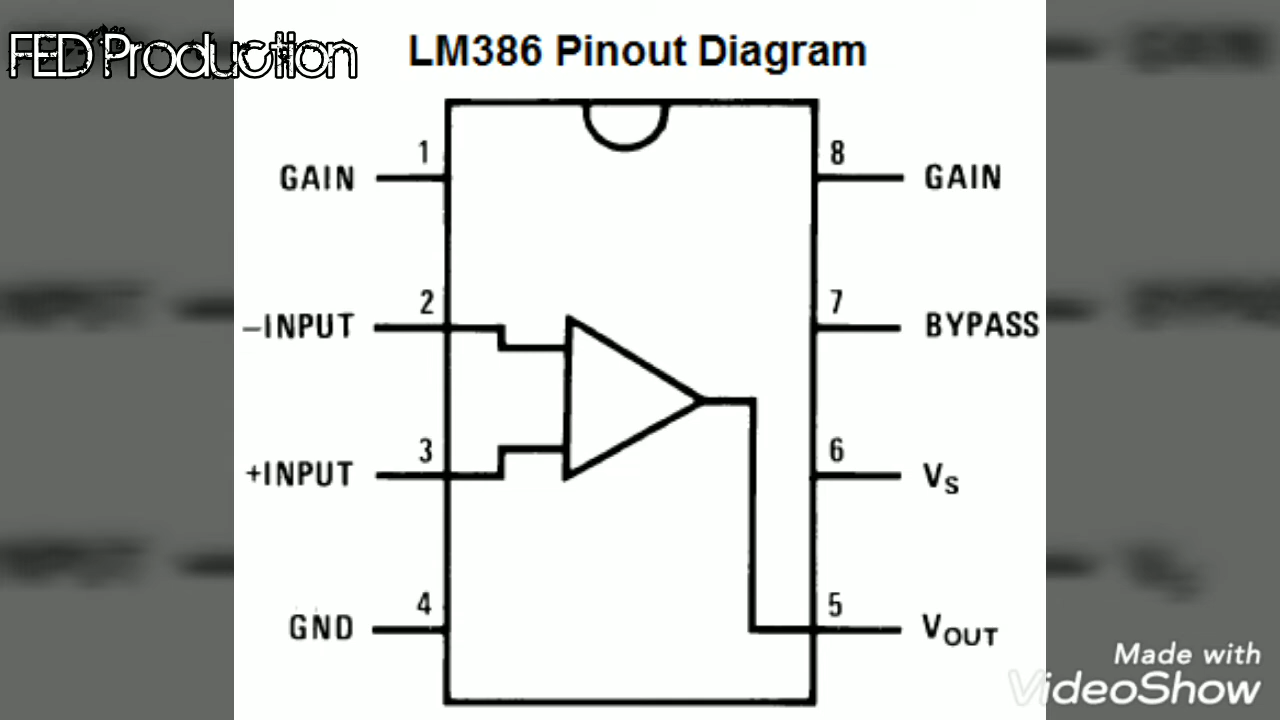 FED Production
LM386 Pinout Diagram
1
GAIN
8
GAIN
2
–INPUT
7
BYPASS
3
+INPUT
6
VS
4
GND
5
VOUT
Made with
VideoShow